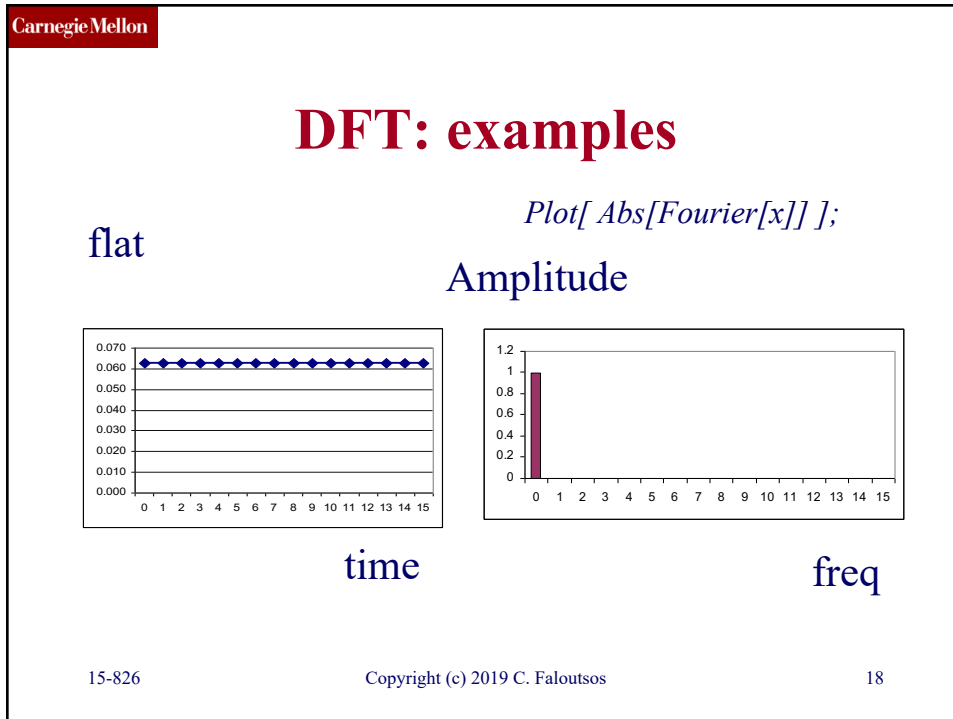 Carnegie Mellon
DFT: examples
Plot[ Abs[Fourier[x]] ];
flat
Amplitude
0.070
0.060
0.050
0.040
0.030
0.020
0.010
0.000
0 1 2 3 4 5 6 7 8 9 10 11 12 13 14 15
1.2
1
0.8
0.6
0.4
0.2
0
0 1 2 3 4 5 6 7 8 9 10 11 12 13 14 15
time
freq
15-826
Copyright (c) 2019 C. Faloutsos
18